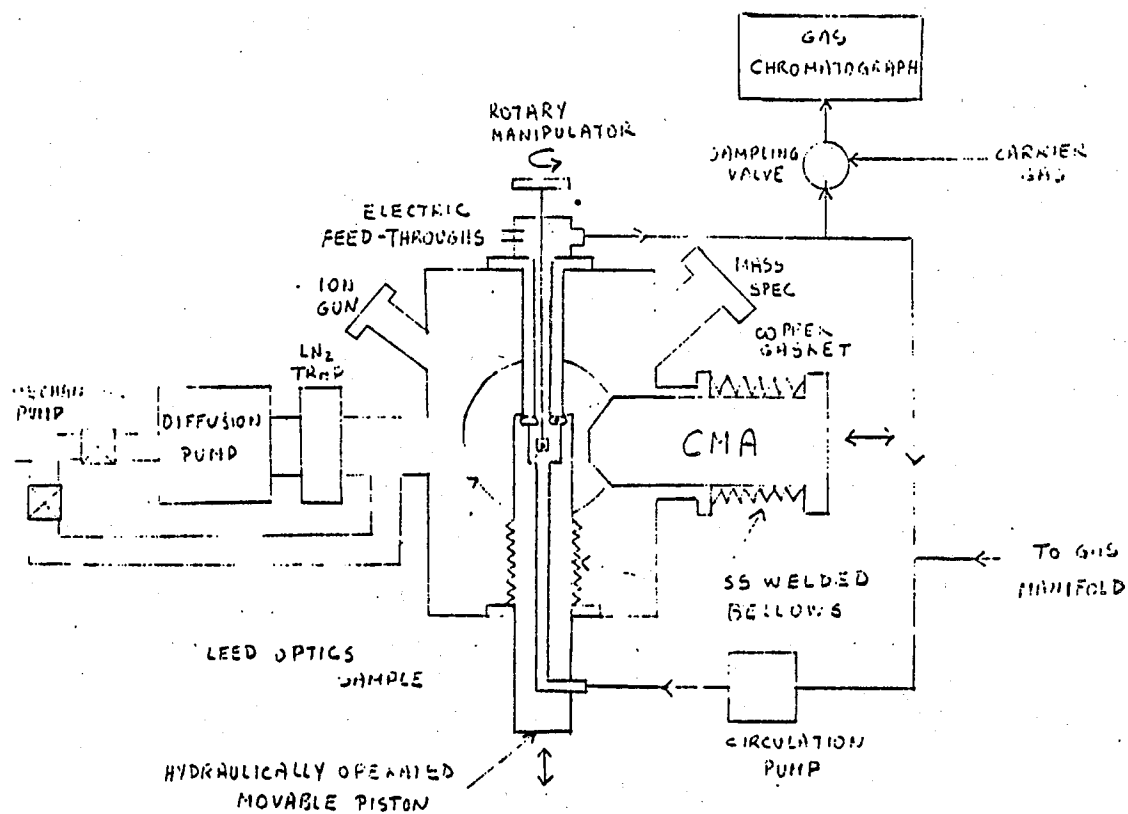 GAS
CHROMATOGRAPH
ROTARY
MANIPULATOR
SAMPLING
VALVE
CARRIER
GAS
ELECTRIC
FEED-THROUGHS
ION
GUN
MASS
SPEC
COPPER
GASKET
LN2
TRAP
PUMP
DIFFUSION
PUMP
CMA
TO GAS
MANIFOLD
SS WELDED
BELLOWS
LEED OPTICS
SAMPLE
CIRCULATION
PUMP
HYDRAULICALLY OPERATED
MOVABLE PISTON